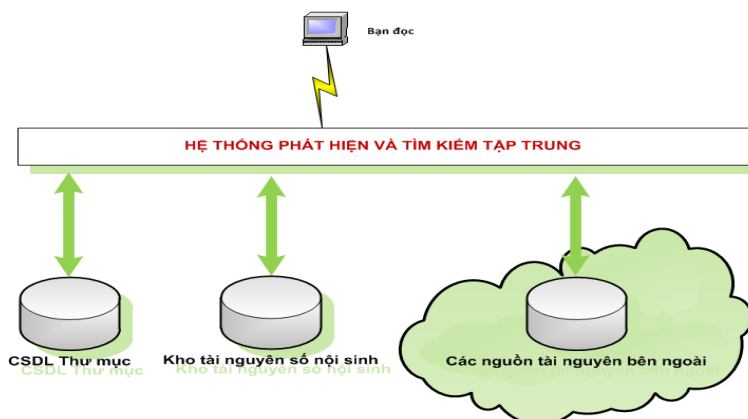 Bạn đọc
HỆ THỐNG PHÁT HIỆN VÀ TÌM KIẾM TẠP TRUNG
CSDL Thư mục
Kho tài nguyên số nội sinh
Các nguồn tài nguyên bên ngoài